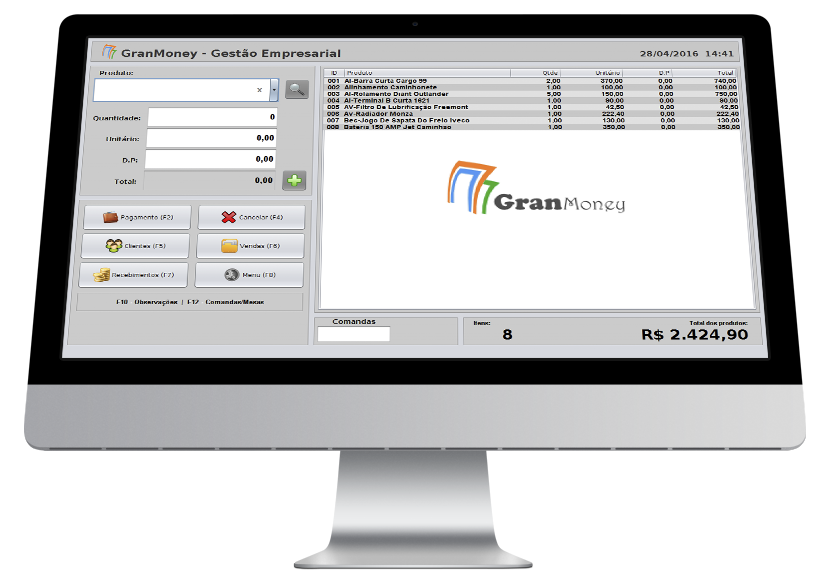 GranMoney - Gestão Empresarial
28/04/2016 14:41
Produto:
x
Quantidade: 0
Unitário: 0,00
D.P: 0,00
Total: 0,00
Pagamento (F2)
Cancelar (F4)
Clientes (F5)
Vendas (F6)
Recebimentos (F7)
Menu (F8)
F10 Observações / F12 Comandas/Mesas
ID Produto Qtde Unitário D.P Total
001 Al-Barra Curta Cargo 99 2,00 370,00 0,00 740,00
002 Alinhamento Caminhonete 1,00 100,00 0,00 100,00
003 Al-Rolamento Diant Outlander 5,00 150,00 0,00 750,00
004 Al-Terminal B Curta 1621 1,00 90,00 0,00 90,00
005 AV-Filtro De Lubrificação Freemont 1,00 42,50 0,00 42,50
006 Av-Radiador Monza 1,00 222,40 0,00 222,40
007 Bec-Jogo De Sapata Do Freio Iveco 1,00 130,00 0,00 130,00
008 Bateria 150 AMP Jet Caminhao 1,00 350,00 0,00 350,00
GranMoney
Comandas
Itens:
8
Total dos produtos:
R$ 2.424,90